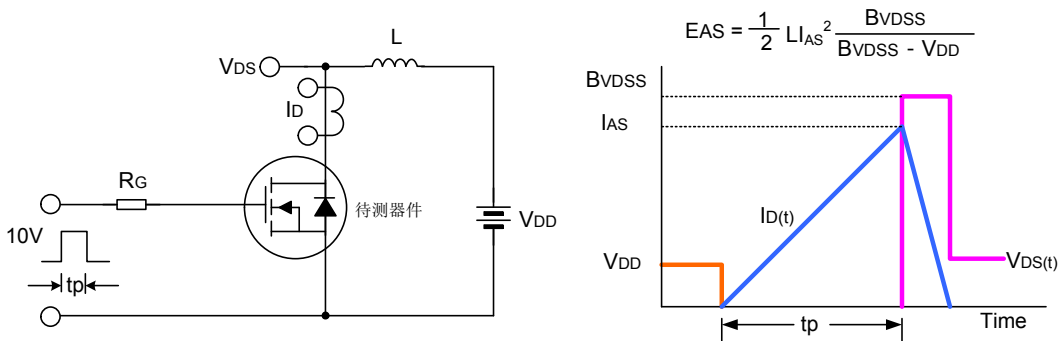 VDS
L
ID
RG
10V
tp
待测器件
VDD
EAS = 1/2 LIAS² BVDSS / (BVDSS - VDD)
BVDSS
IAS
ID(t)
VDD
VDS(t)
tp
Time